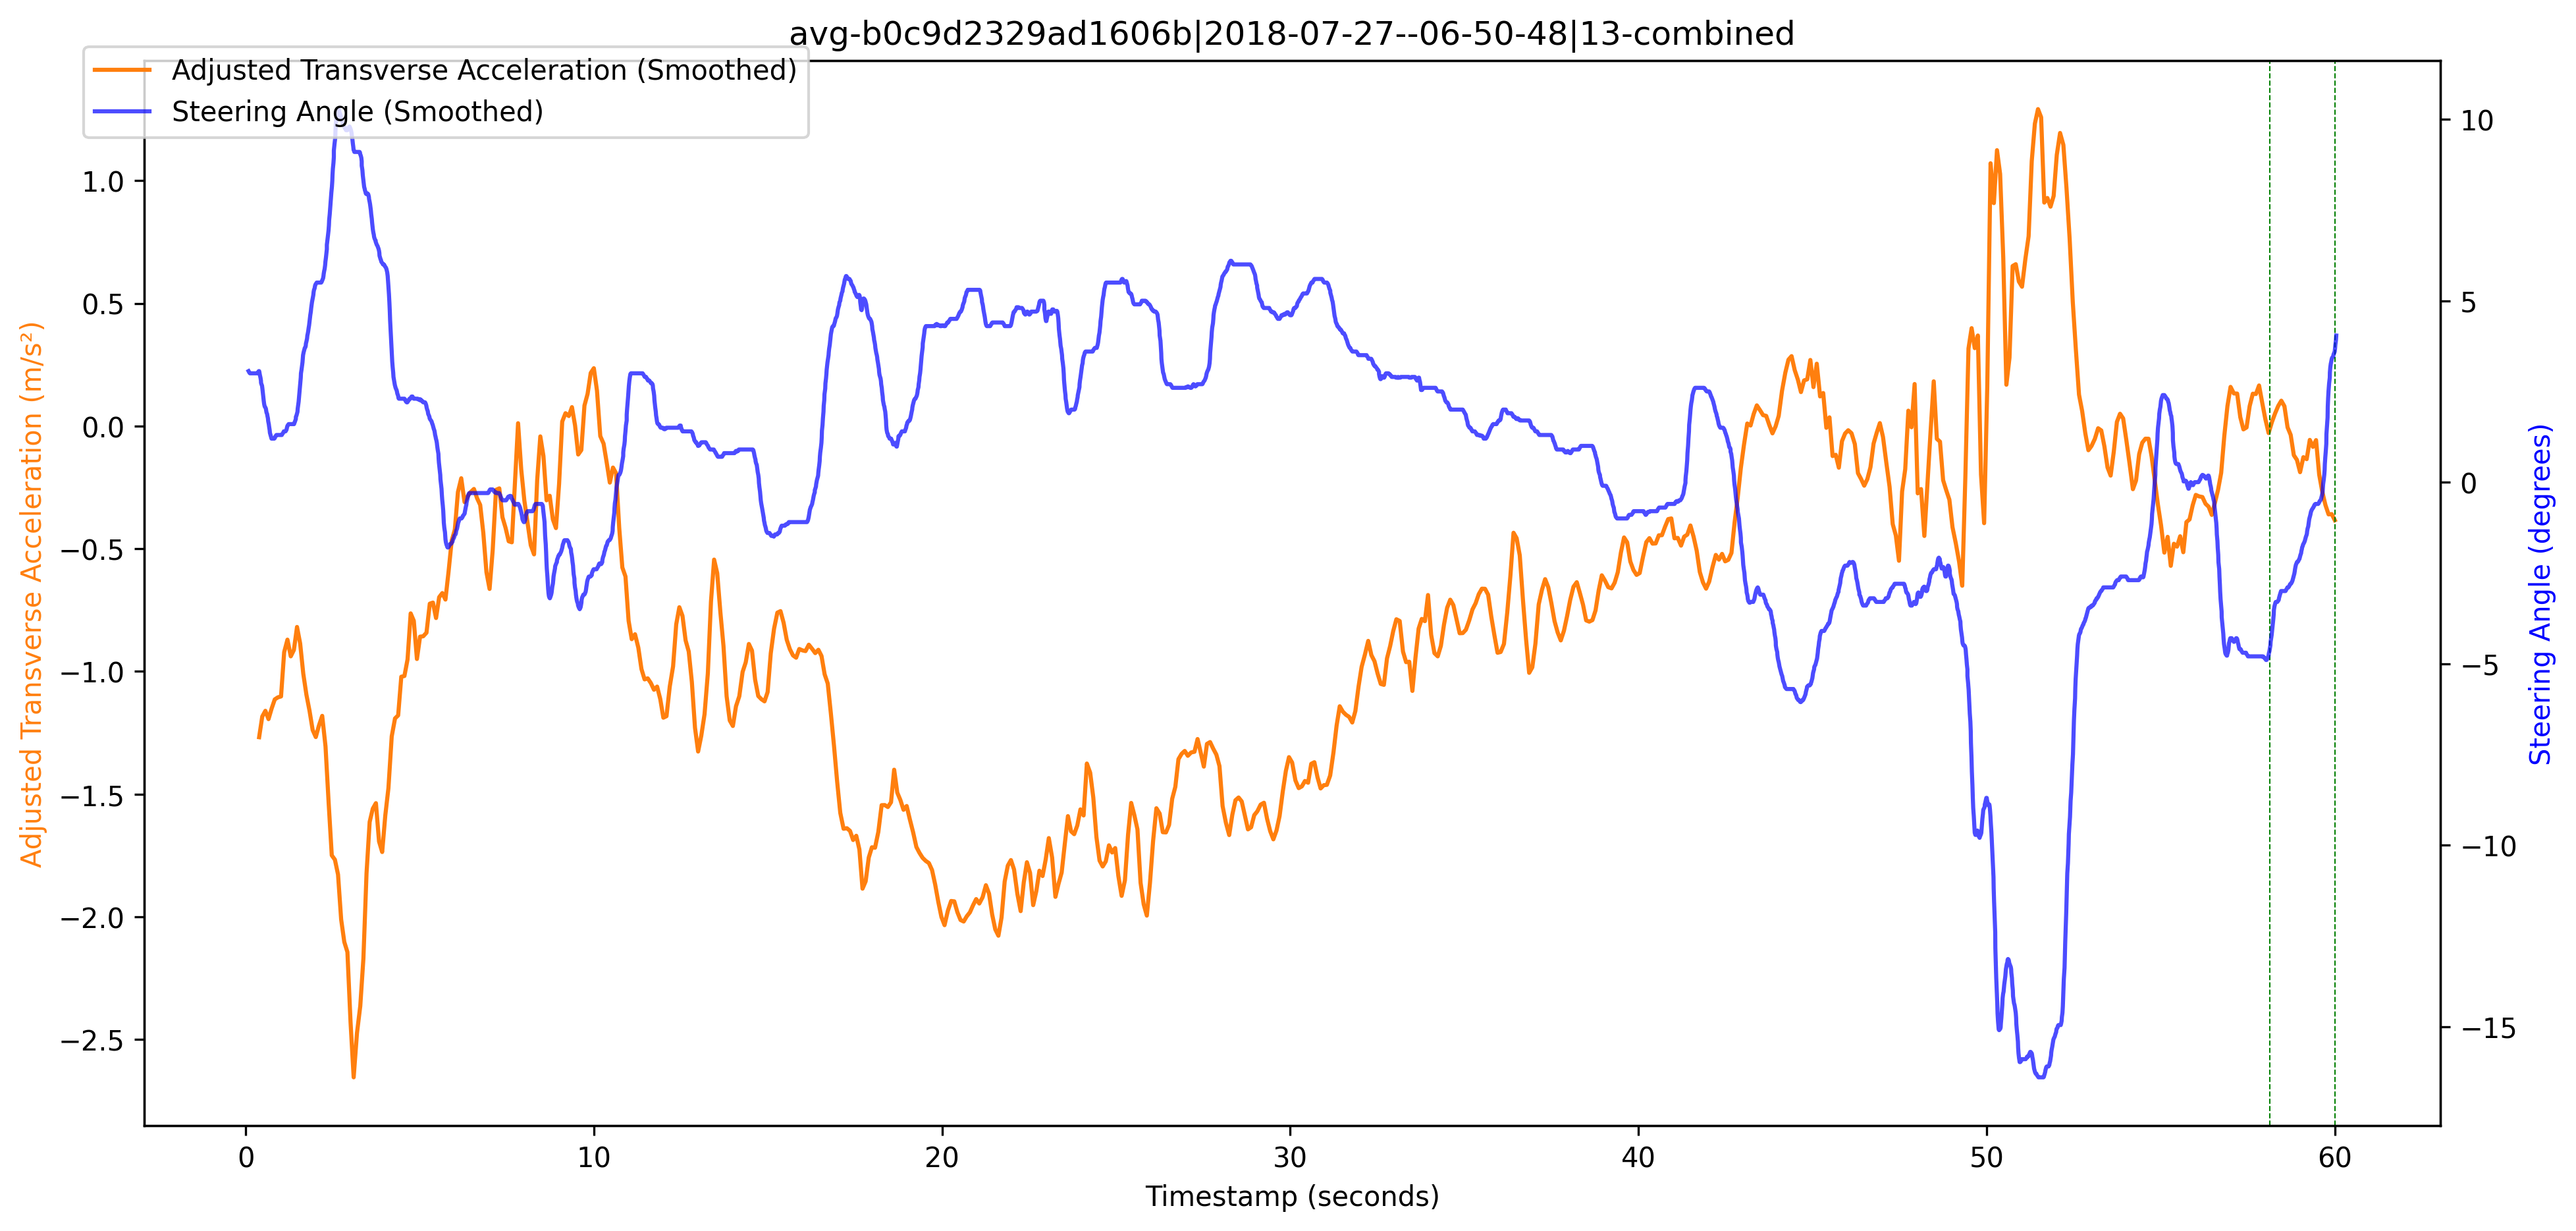 avg-b0c9d2329ad1606b|2018-07-27--06-50-48|13-combined
Adjusted Transverse Acceleration (Smoothed)
Steering Angle (Smoothed)
1.0
0.5
0.0
−0.5
−1.0
−1.5
−2.0
−2.5
Adjusted Transverse Acceleration (m/s²)
10
5
0
−5
−10
−15
Steering Angle (degrees)
0 10 20 30 40 50 60
Timestamp (seconds)